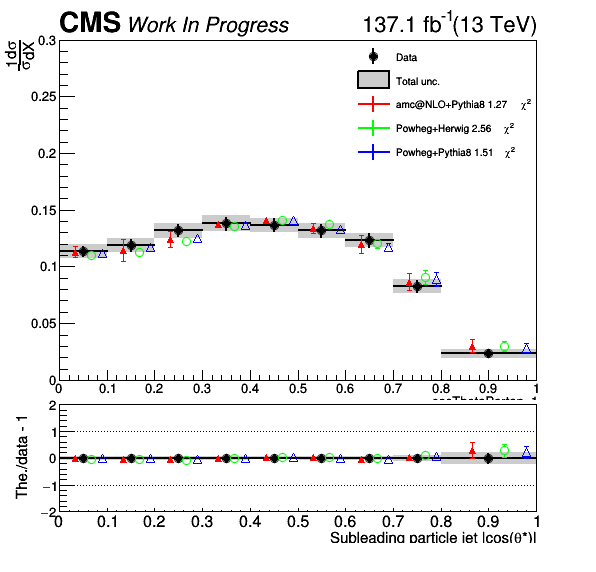 CMS Work In Progress 137.1 fb⁻¹(13 TeV)
1 dσ
σ dX
0.3
0.25
0.2
0.15
0.1
0.05
0
Data
Total unc.
amc@NLO+Pythia8 1.27 χ²
Powheg+Herwig 2.56 χ²
Powheg+Pythia8 1.51 χ²
0 0.1 0.2 0.3 0.4 0.5 0.6 0.7 0.8 0.9 1
The./data - 1
2
1
0
−1
−2
0 0.1 0.2 0.3 0.4 0.5 0.6 0.7 0.8 0.9 1
Subleading particle jet |cos(θ*)|